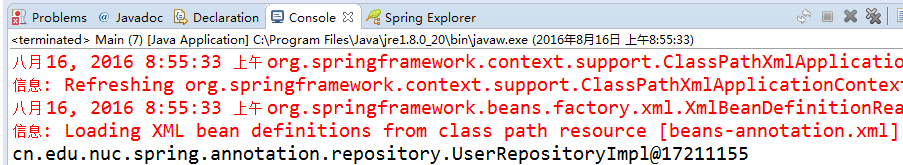 Problems @ Javadoc Declaration Console Spring Explorer
<terminated> Main (7) [Java Application] C:\Program Files\Java\jre1.8.0_20\bin\javaw.exe (2016年8月16日 上午8:55:33)
八月 16, 2016 8:55:33 上午 org.springframework.context.support.ClassPathXmlApplicatio
信息: Refreshing org.springframework.context.support.ClassPathXmlApplicationContext
八月 16, 2016 8:55:33 上午 org.springframework.beans.factory.xml.XmlBeanDefinitionRea
信息: Loading XML bean definitions from class path resource [beans-annotation.xml]
cn.edu.nuc.spring.annotation.repository.UserRepositoryImpl@17211155